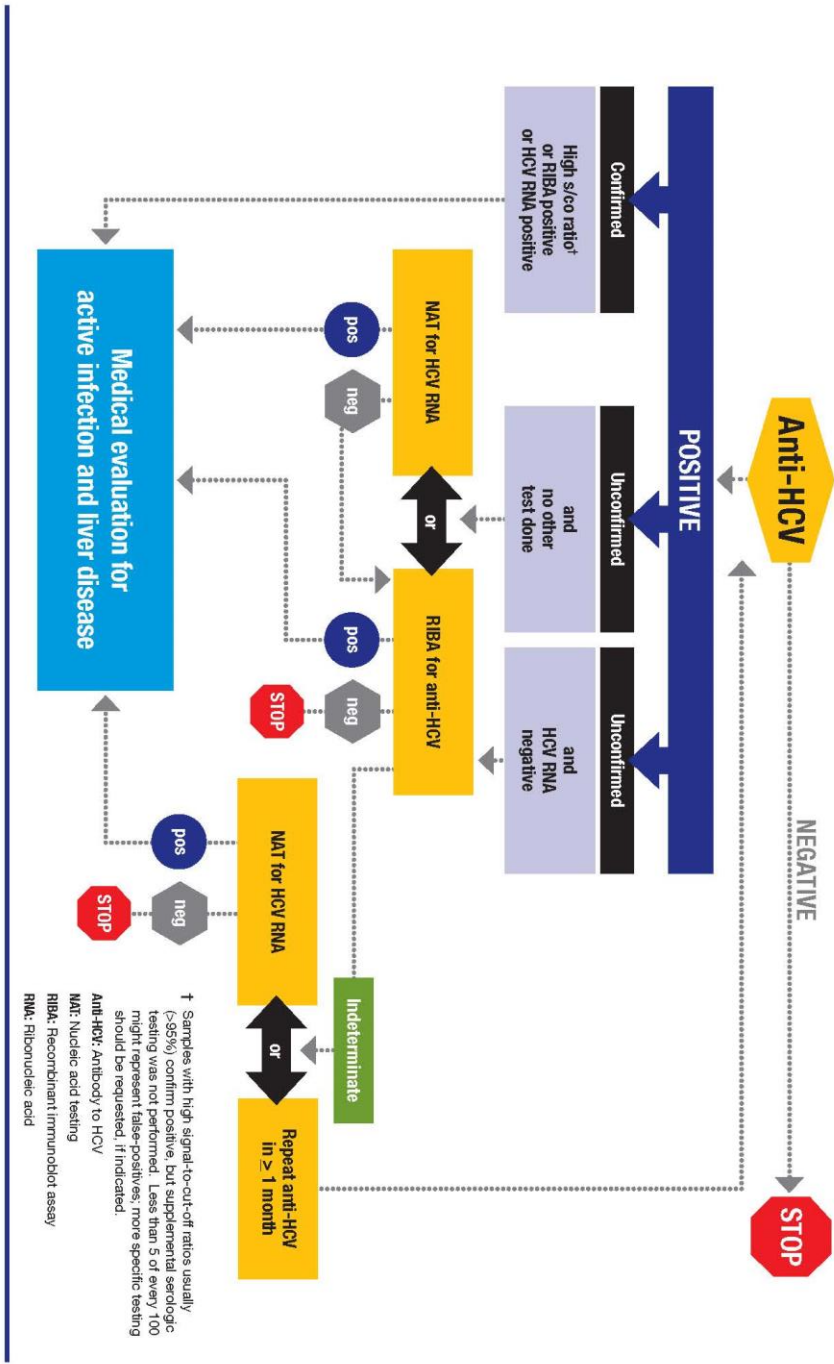 Anti-HCV
NEGATIVE
STOP
POSITIVE
Confirmed
High s/co ratio†
or RIBA positive
or HCV RNA positive
Unconfirmed
and
no other
test done
Unconfirmed
and
HCV RNA
negative
NAT for HCV RNA
or
RIBA for anti-HCV
pos
neg
pos
neg
STOP
Indeterminate
NAT for HCV RNA
or
Repeat anti-HCV
in ≥ 1 month
pos
neg
STOP
Medical evaluation for
active infection and liver disease
† Samples with high signal-to-cut-off ratios usually
(>95%) confirm positive, but supplemental serologic
testing was not performed. Less than 5 of every 100
might represent false-positives; more specific testing
should be requested, if indicated.
Anti-HCV: Antibody to HCV
NAT: Nucleic acid testing
RIBA: Recombinant immunoblot assay
RNA: Ribonucleic acid